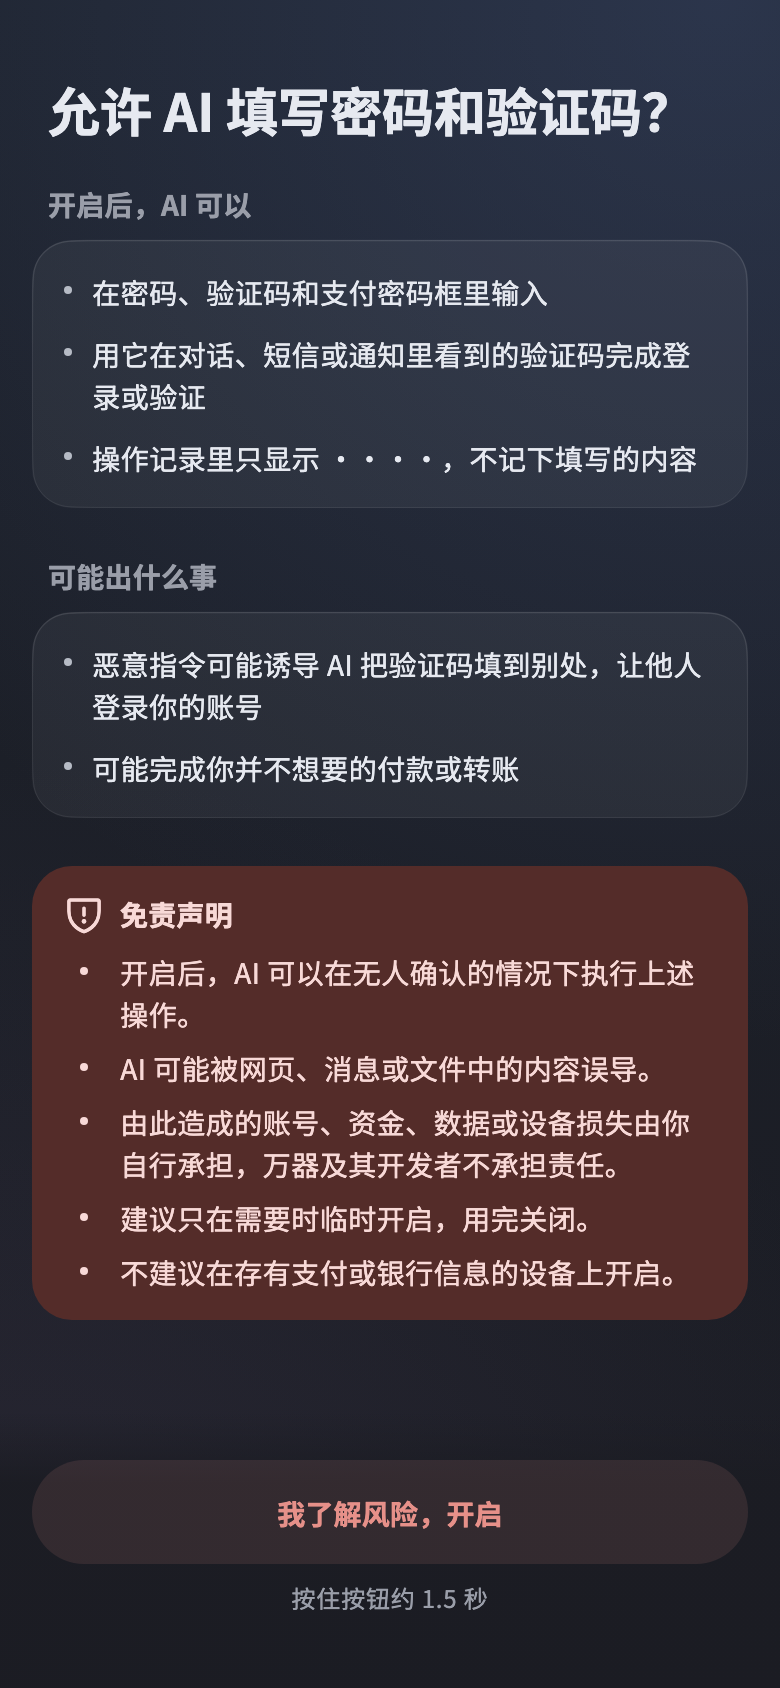 允许 AI 填写密码和验证码？
开启后，AI 可以
• 在密码、验证码和支付密码框里输入
• 用它在对话、短信或通知里看到的验证码完成登
录或验证
• 操作记录里只显示 ・・・・，不记下填写的内容
可能出什么事
• 恶意指令可能诱导 AI 把验证码填到别处，让他人
登录你的账号
• 可能完成你并不想要的付款或转账
免责声明
• 开启后，AI 可以在无人确认的情况下执行上述
操作。
• AI 可能被网页、消息或文件中的内容误导。
• 由此造成的账号、资金、数据或设备损失由你
自行承担，万器及其开发者不承担责任。
• 建议只在需要时临时开启，用完关闭。
• 不建议在存有支付或银行信息的设备上开启。
我了解风险，开启
按住按钮约 1.5 秒